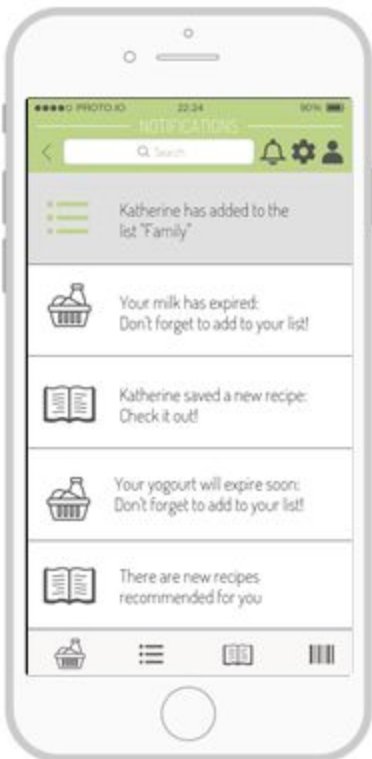 PROTO.IO 22:24 90%
NOTIFICATIONS
Search
Katherine has added to the
list "Family"
Your milk has expired:
Don't forget to add to your list!
Katherine saved a new recipe:
Check it out!
Your yogourt will expire soon:
Don't forget to add to your list!
There are new recipes
recommended for you